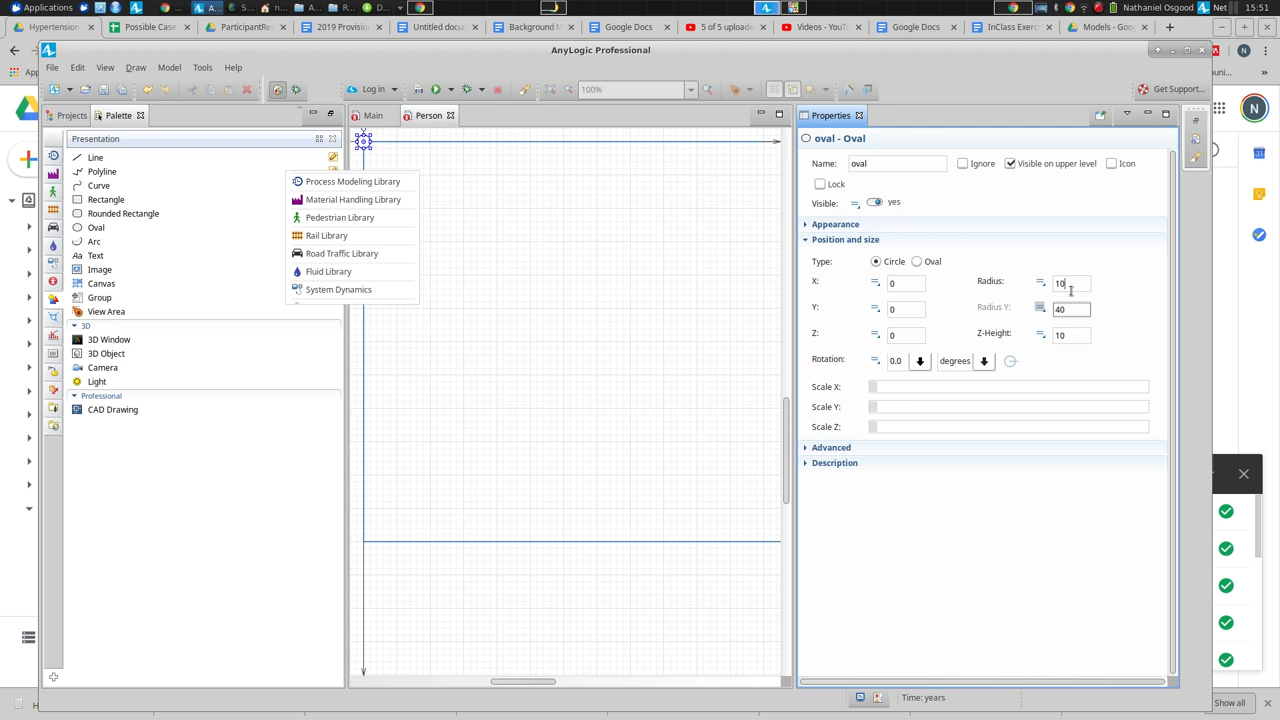 Applications
Nathaniel Osgood
15:51
Hypertension,
Possible Case
ParticipantRes
2019 Provision
Untitled docu
Background M
Google Docs
5 of 5 uploade
Videos - YouT
Google Docs
InClass Exerc
Models - Goo
AnyLogic Professional
File Edit View Draw Model Tools Help
Log in
100%
Get Support...
Projects
Palette
Main
Person
Properties
Presentation
Line
Polyline
Curve
Rectangle
Rounded Rectangle
Oval
Arc
Text
Image
Canvas
Group
View Area
3D
3D Window
3D Object
Camera
Light
Professional
CAD Drawing
Process Modeling Library
Material Handling Library
Pedestrian Library
Rail Library
Road Traffic Library
Fluid Library
System Dynamics
oval - Oval
Name: oval Ignore Visible on upper level Icon
Lock
Visible: yes
Appearance
Position and size
Type: Circle Oval
X: 0 Radius: 10
Y: 0 Radius Y: 40
Z: 0 Z-Height: 10
Rotation: 0.0 degrees
Scale X:
Scale Y:
Scale Z:
Advanced
Description
Time: years
Show all